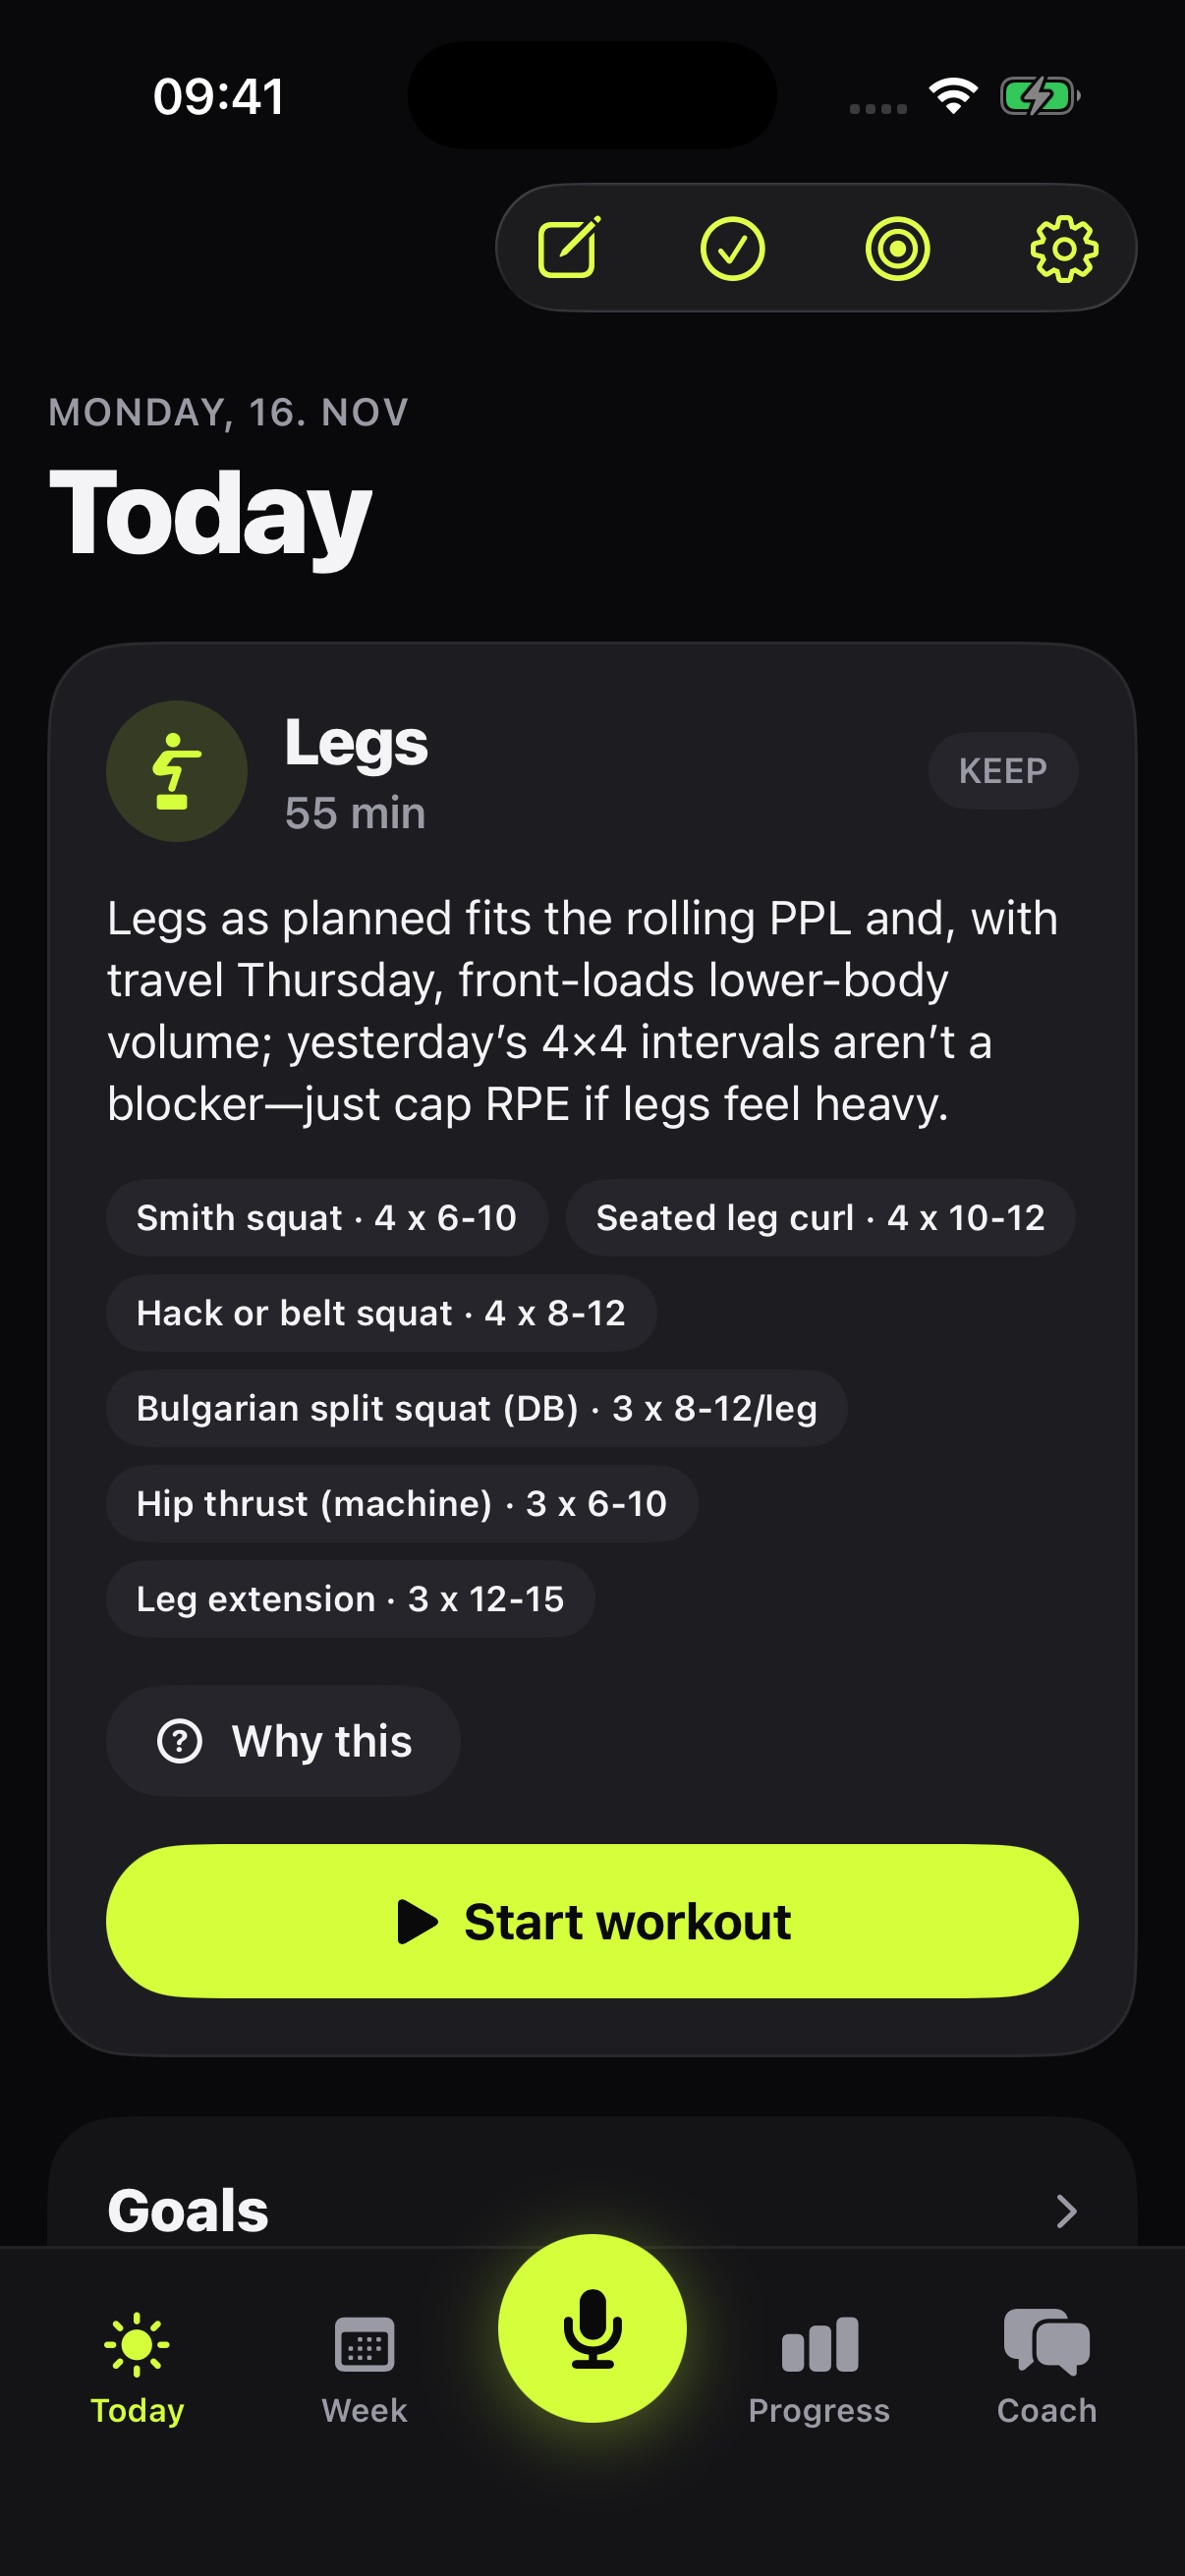 09:41
MONDAY, 16. NOV
Today
Legs
55 min
KEEP
Legs as planned fits the rolling PPL and, with
travel Thursday, front-loads lower-body
volume; yesterday’s 4×4 intervals aren’t a
blocker—just cap RPE if legs feel heavy.
Smith squat · 4 x 6-10
Seated leg curl · 4 x 10-12
Hack or belt squat · 4 x 8-12
Bulgarian split squat (DB) · 3 x 8-12/leg
Hip thrust (machine) · 3 x 6-10
Leg extension · 3 x 12-15
Why this
Start workout
Goals
Today
Week
Progress
Coach